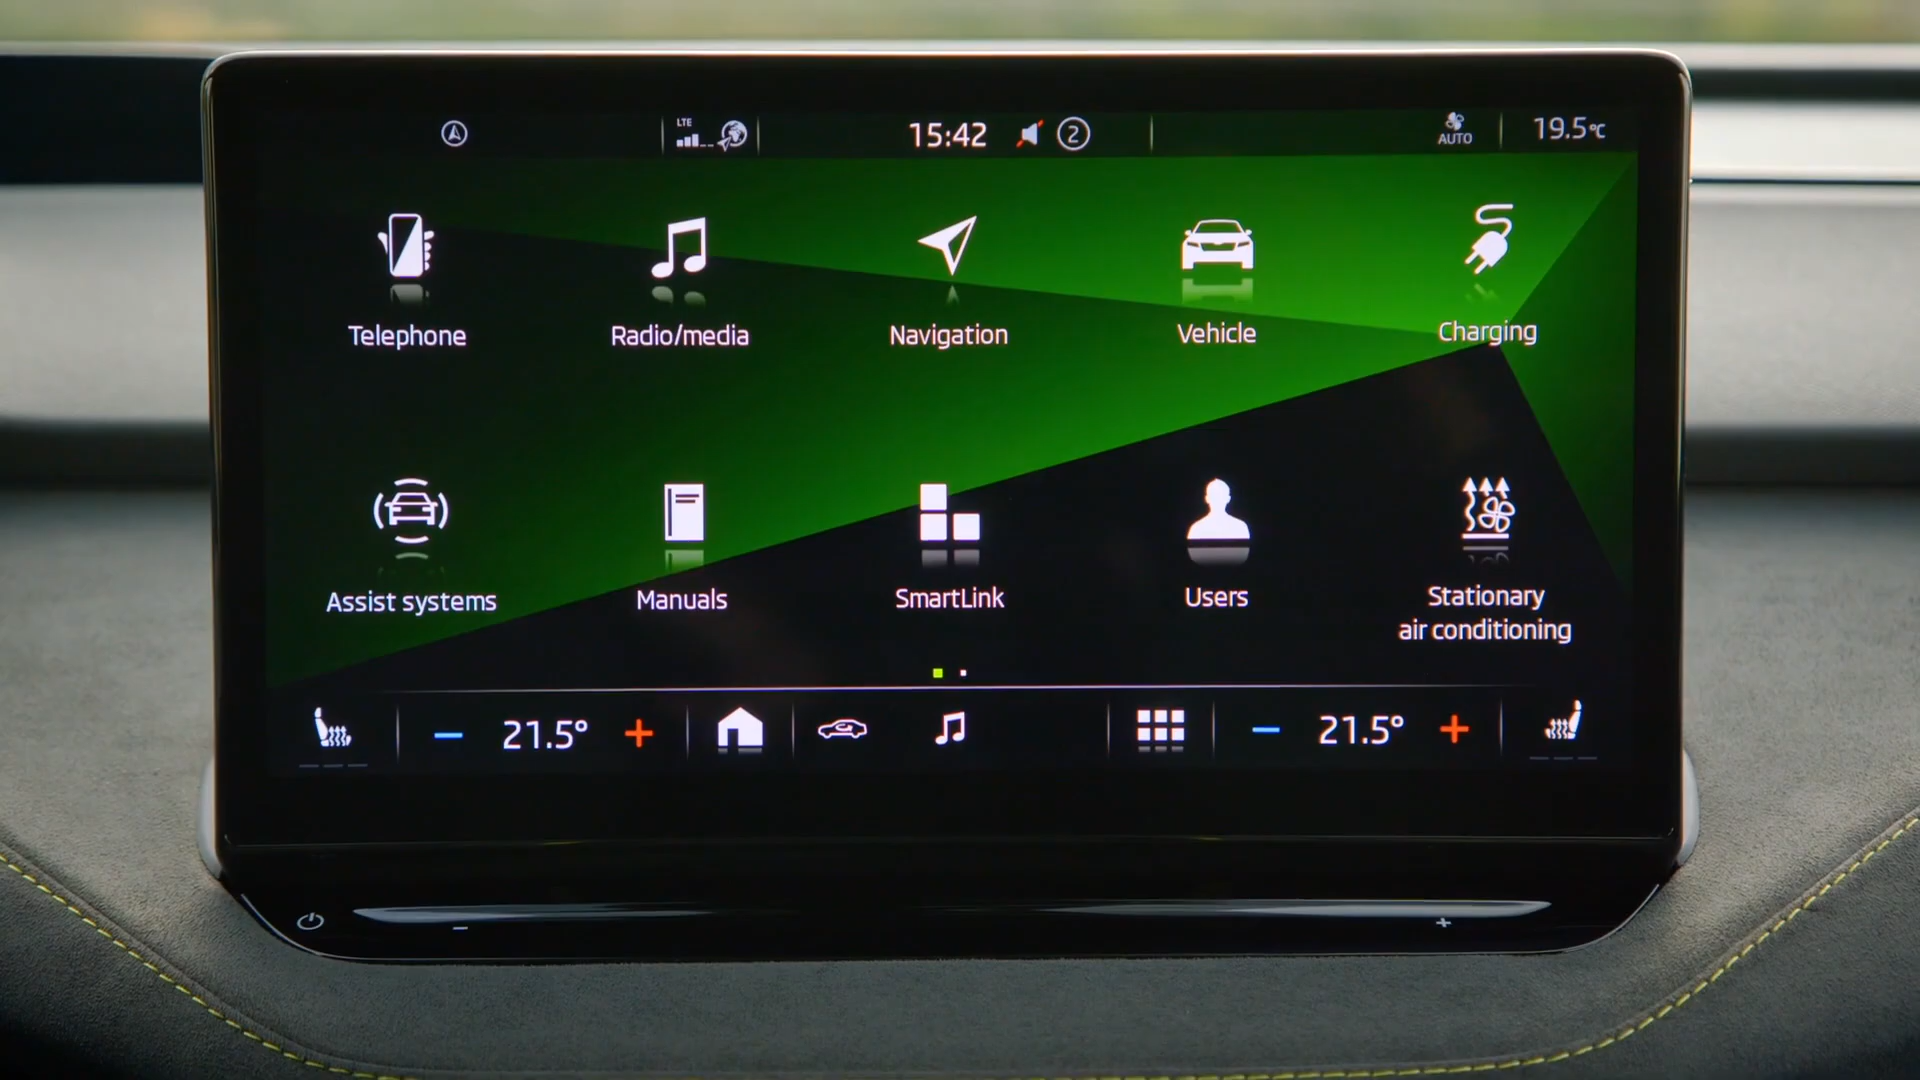 LTE
15:42
2
AUTO
19.5°C
Telephone
Radio/media
Navigation
Vehicle
Charging
Assist systems
Manuals
SmartLink
Users
Stationary
air conditioning
− 21.5° +
− 21.5° +
− +